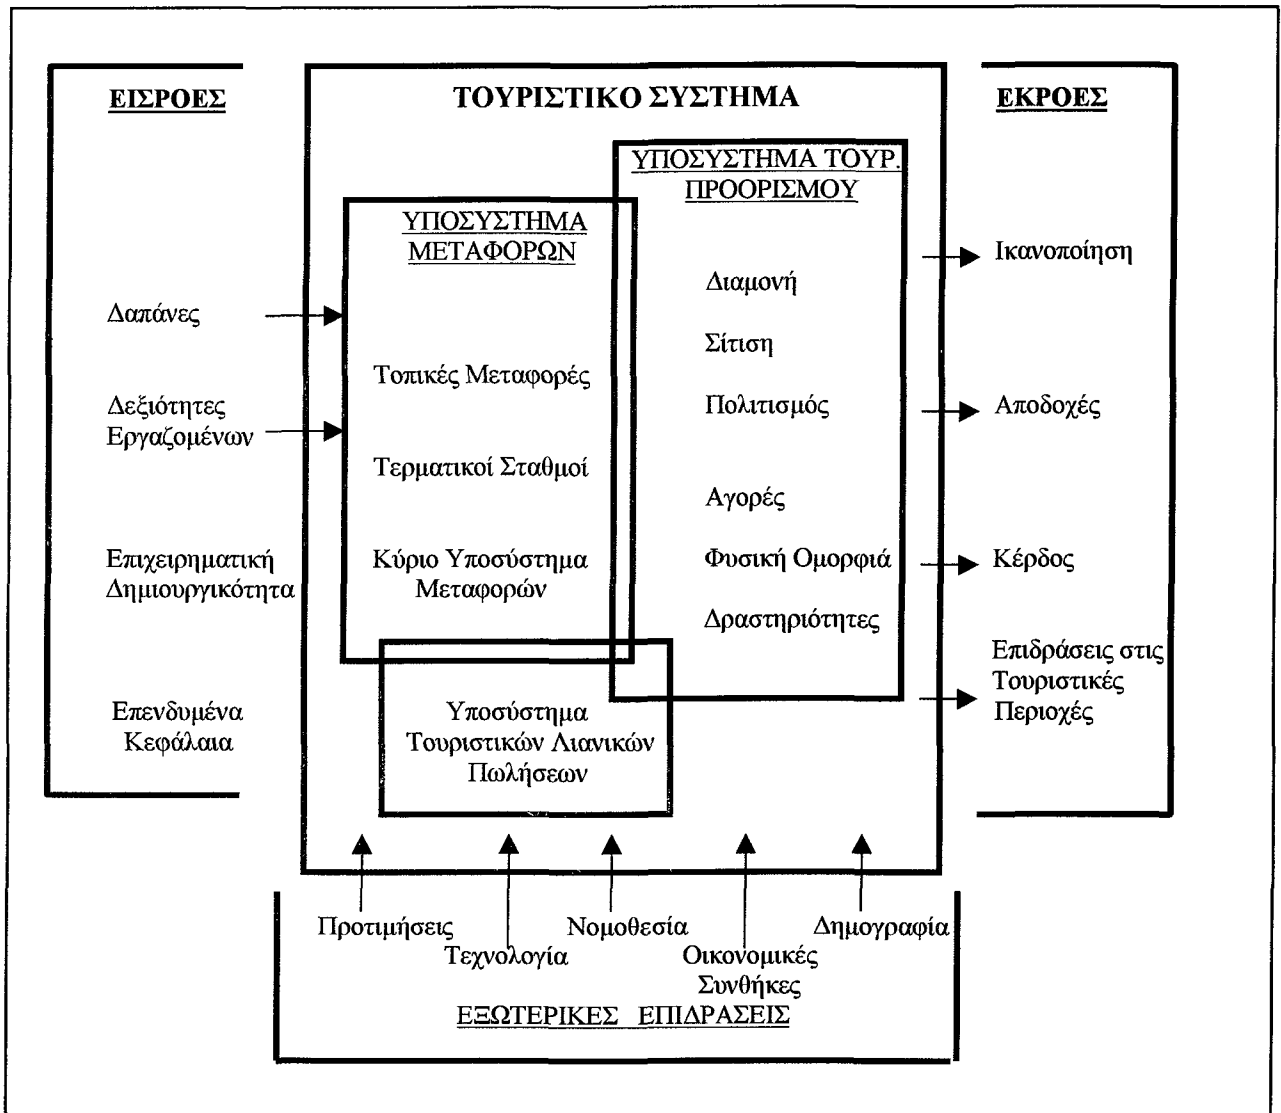 ΕΙΣΡΟΕΣ
Δαπάνες
Δεξιότητες
Εργαζομένων
Επιχειρηματική
Δημιουργικότητα
Επενδυμένα
Κεφάλαια
ΤΟΥΡΙΣΤΙΚΟ ΣΥΣΤΗΜΑ
ΥΠΟΣΥΣΤΗΜΑ
ΜΕΤΑΦΟΡΩΝ
Τοπικές Μεταφορές
Τερματικοί Σταθμοί
Κύριο Υποσύστημα
Μεταφορών
ΥΠΟΣΥΣΤΗΜΑ ΤΟΥΡ.
ΠΡΟΟΡΙΣΜΟΥ
Διαμονή
Σίτιση
Πολιτισμός
Αγορές
Φυσική Ομορφιά
Δραστηριότητες
Υποσύστημα
Τουριστικών Λιανικών
Πωλήσεων
ΕΚΡΟΕΣ
Ικανοποίηση
Αποδοχές
Κέρδος
Επιδράσεις στις
Τουριστικές
Περιοχές
Προτιμήσεις
Τεχνολογία
Νομοθεσία
Οικονομικές
Συνθήκες
Δημογραφία
ΕΞΩΤΕΡΙΚΕΣ ΕΠΙΔΡΑΣΕΙΣ